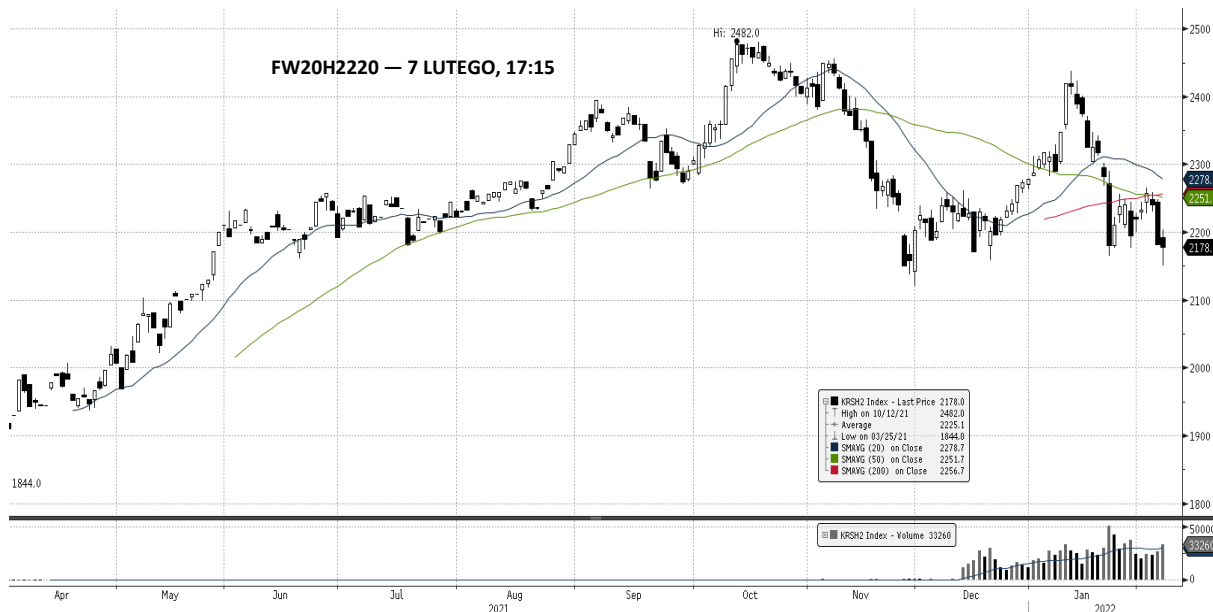 Hi: 2482.0
FW20H2220 — 7 LUTEGO, 17:15
2500
2400
2300
2278.
2251.
2200
2178.
2100
2000
1900
1800
1844.0
KRSH2 Index - Last Price 2178.0
High on 10/12/21 2482.0
Average 2225.1
Low on 03/25/21 1844.0
SMAVG (20) on Close 2278.7
SMAVG (50) on Close 2251.7
SMAVG (200) on Close 2256.7
KRSH2 Index - Volume 33260
50000
33260
0
Apr May Jun Jul Aug Sep Oct Nov Dec Jan
2021 2022